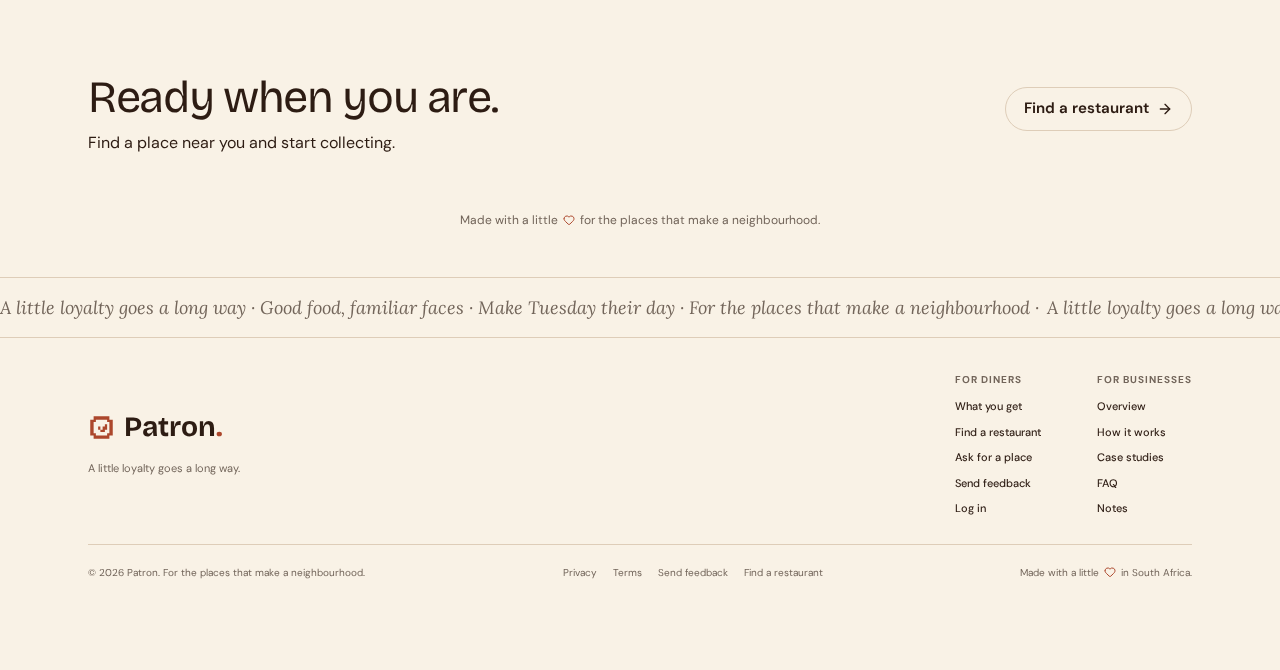 Ready when you are.
Find a place near you and start collecting.
Find a restaurant →
Made with a little ♡ for the places that make a neighbourhood.
A little loyalty goes a long way · Good food, familiar faces · Make Tuesday their day · For the places that make a neighbourhood · A little loyalty goes a long wa
Patron.
A little loyalty goes a long way.
FOR DINERS
What you get
Find a restaurant
Ask for a place
Send feedback
Log in
FOR BUSINESSES
Overview
How it works
Case studies
FAQ
Notes
© 2026 Patron. For the places that make a neighbourhood.
Privacy Terms Send feedback Find a restaurant
Made with a little ♡ in South Africa.